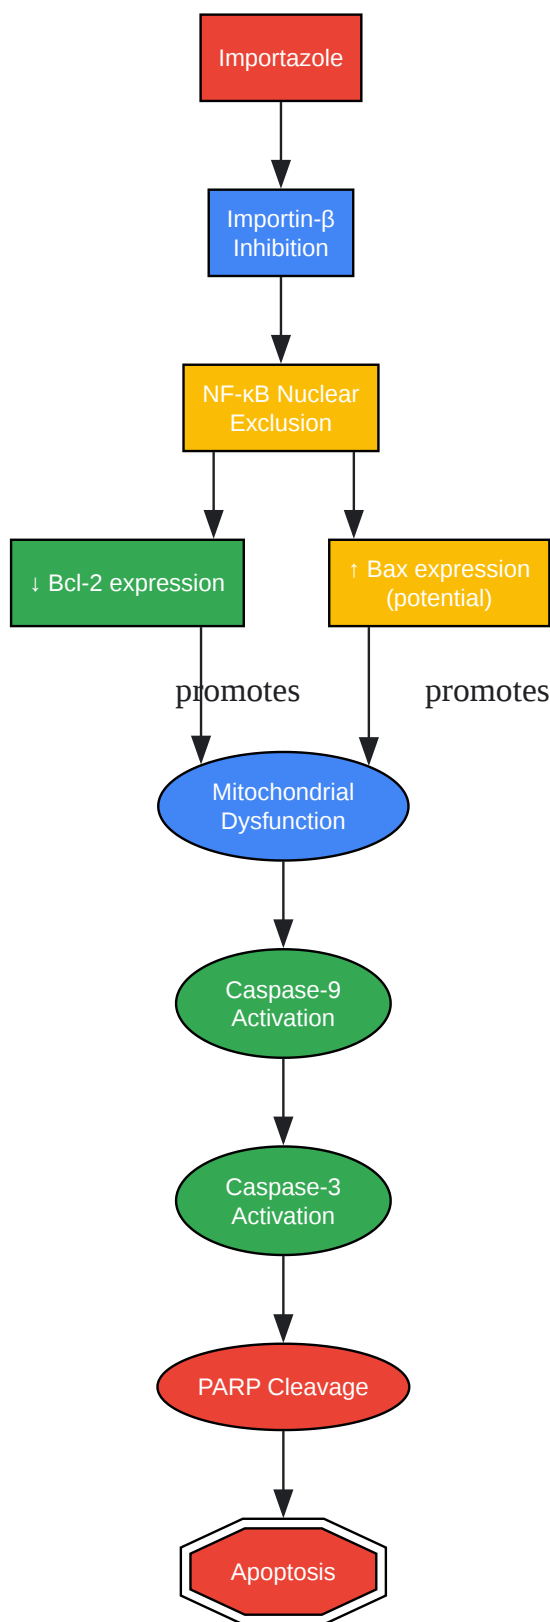 Importazole
Importin-β
Inhibition
NF-κB Nuclear
Exclusion
↓ Bcl-2 expression
↑ Bax expression
(potential)
promotes
promotes
Mitochondrial
Dysfunction
Caspase-9
Activation
Caspase-3
Activation
PARP Cleavage
Apoptosis